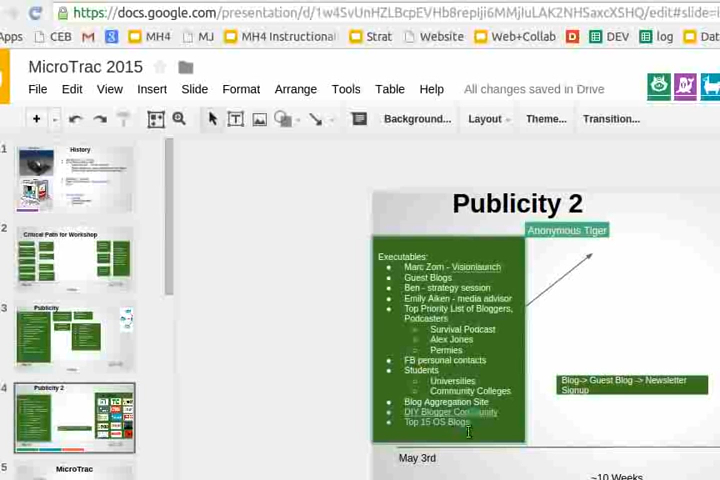 https://docs.google.com/presentation/d/1w4SvUnHZLBcpEVHb8repIji6MMjluLAK2NHSaxcXSHQ/edit#slide=i
Apps CEB M MH4 MJ MH4 Instructional Strat Website Web+Collab D DEV log Dat
MicroTrac 2015
File Edit View Insert Slide Format Arrange Tools Table Help All changes saved in Drive
Background... Layout Theme... Transition...
1
History
2
Critical Path for Workshop
3
Publicity
4
Publicity 2
5
MicroTrac
Publicity 2
Anonymous Tiger
Executables:
Marc Zorn - Visionlaunch
Guest Blogs
Ben - strategy session
Emily Aiken - media advisor
Top Priority List of Bloggers,
Podcasters
Survival Podcast
Alex Jones
Permies
FB personal contacts
Students
Universities
Community Colleges
Blog Aggregation Site
DIY Blogger Community
Top 15 OS Blogs
Blog-> Guest Blog -> Newsletter
Signup
May 3rd
~10 Weeks